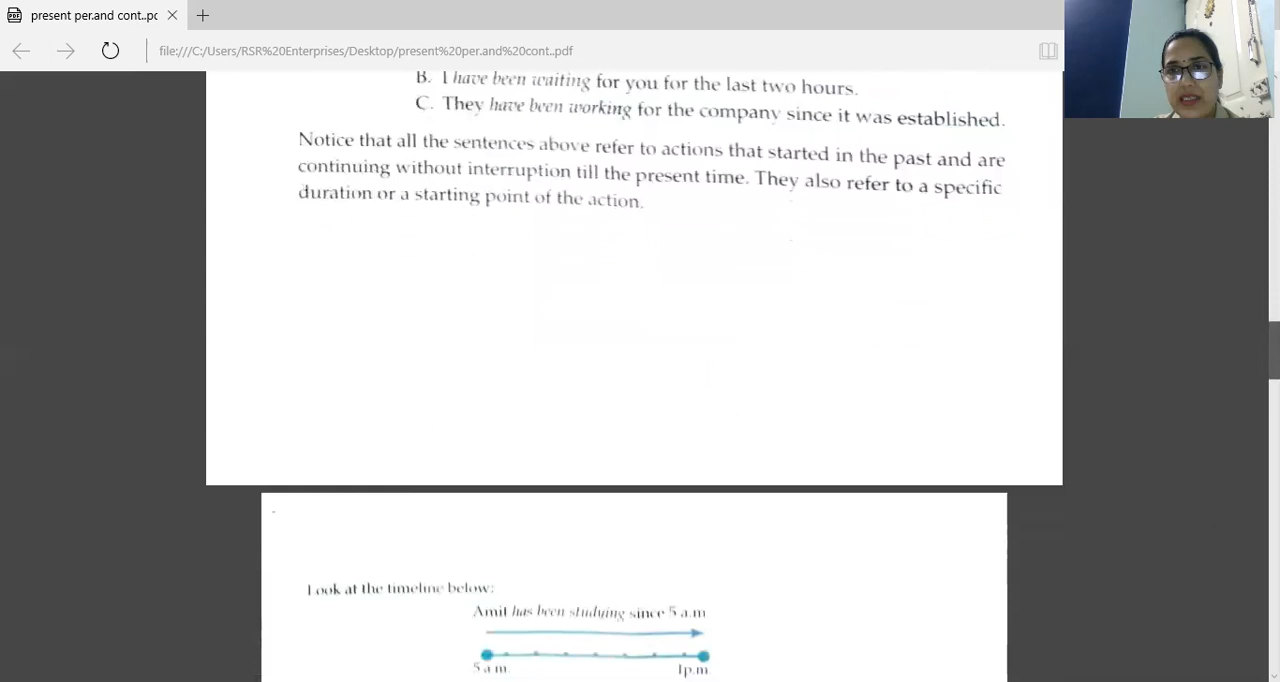 present per.and cont..pc
file:///C:/Users/RSR%20Enterprises/Desktop/present%20per.and%20cont..pdf
B. I have been waiting for you for the last two hours.
C. They have been working for the company since it was established.
Notice that all the sentences above refer to actions that started in the past and are
continuing without interruption till the present time. They also refer to a specific
duration or a starting point of the action.
Look at the timeline below:
Amit has been studying since 5 a.m
5 a m
1p.m